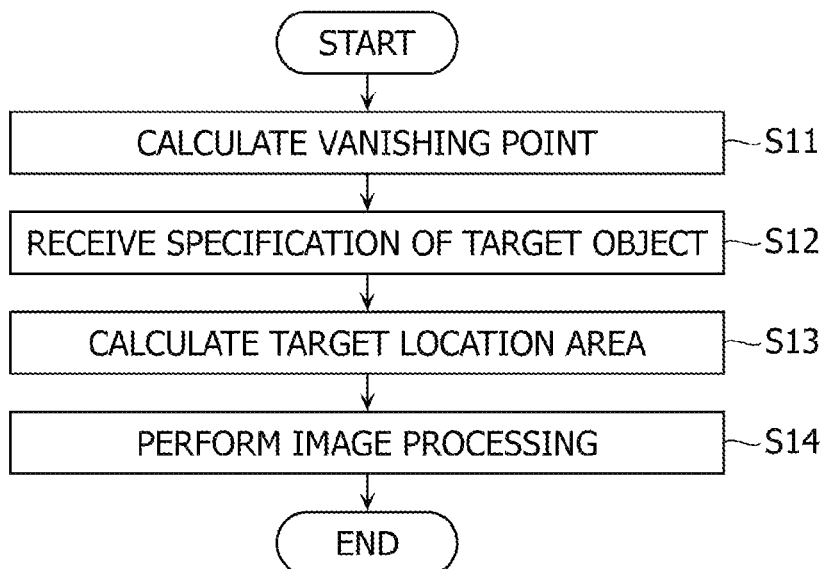 START
CALCULATE VANISHING POINT
S11
RECEIVE SPECIFICATION OF TARGET OBJECT
S12
CALCULATE TARGET LOCATION AREA
S13
PERFORM IMAGE PROCESSING
S14
END